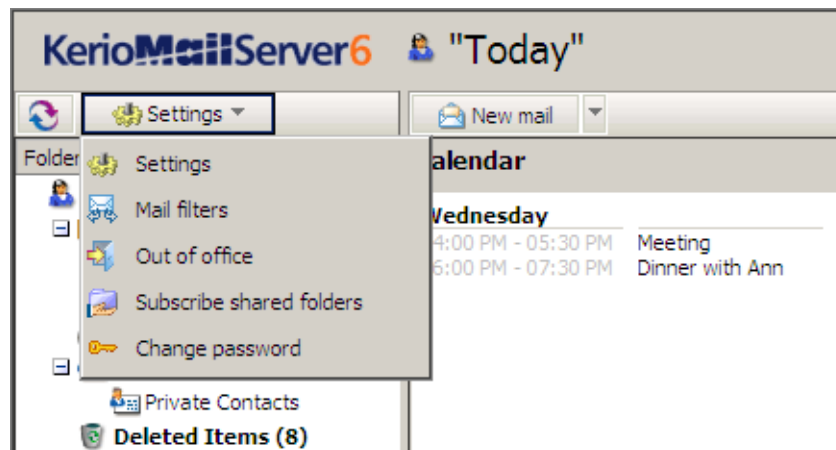 KerioMailServer6 "Today"
Settings New mail
Folder
Settings
Mail filters
Out of office
Subscribe shared folders
Change password
Private Contacts
Deleted Items (8)
alendar
Wednesday
4:00 PM - 05:30 PM Meeting
6:00 PM - 07:30 PM Dinner with Ann